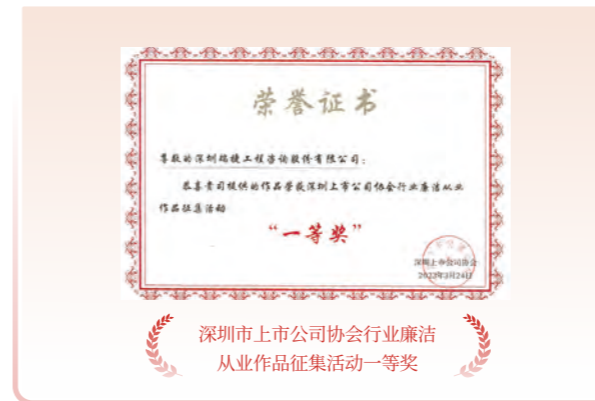 荣誉证书
尊敬的深圳瑞捷工程咨询股份有限公司：
恭喜贵司提供的作品荣获深圳上市公司协会行业廉洁从业
作品征集活动
“一等奖”
深圳上市公司协会
2023年3月24日
深圳市上市公司协会行业廉洁
从业作品征集活动一等奖